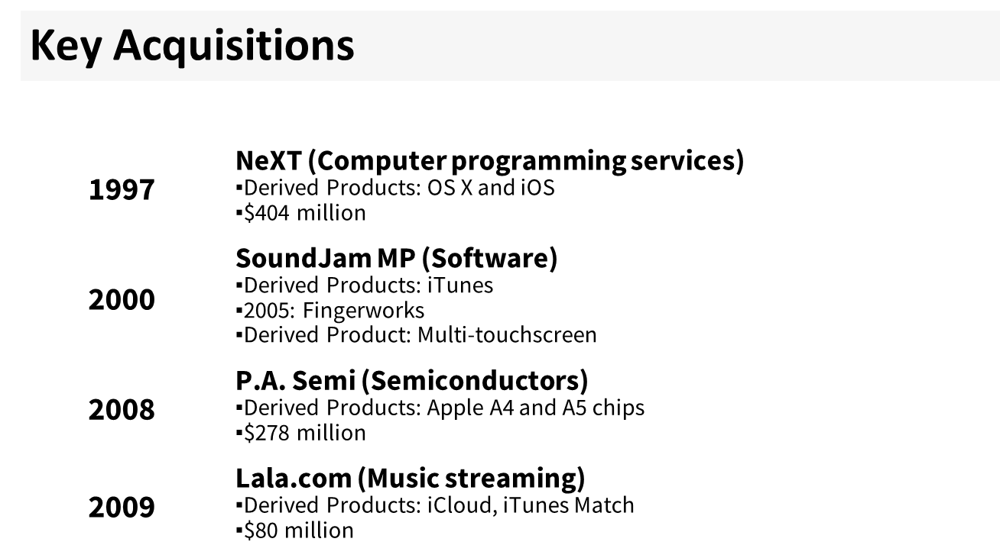 Key Acquisitions
1997
NeXT (Computer programming services)
▪Derived Products: OS X and iOS
▪$404 million
2000
SoundJam MP (Software)
▪Derived Products: iTunes
▪2005: Fingerworks
▪Derived Product: Multi-touchscreen
2008
P.A. Semi (Semiconductors)
▪Derived Products: Apple A4 and A5 chips
▪$278 million
2009
Lala.com (Music streaming)
▪Derived Products: iCloud, iTunes Match
▪$80 million